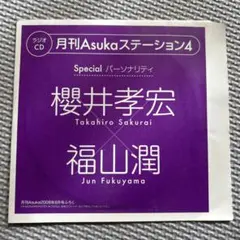 ラジオ
CD
月刊Asukaステーション4
Special パーソナリティ
櫻井孝宏
Takahiro Sakurai
×
福山潤
Jun Fukuyama